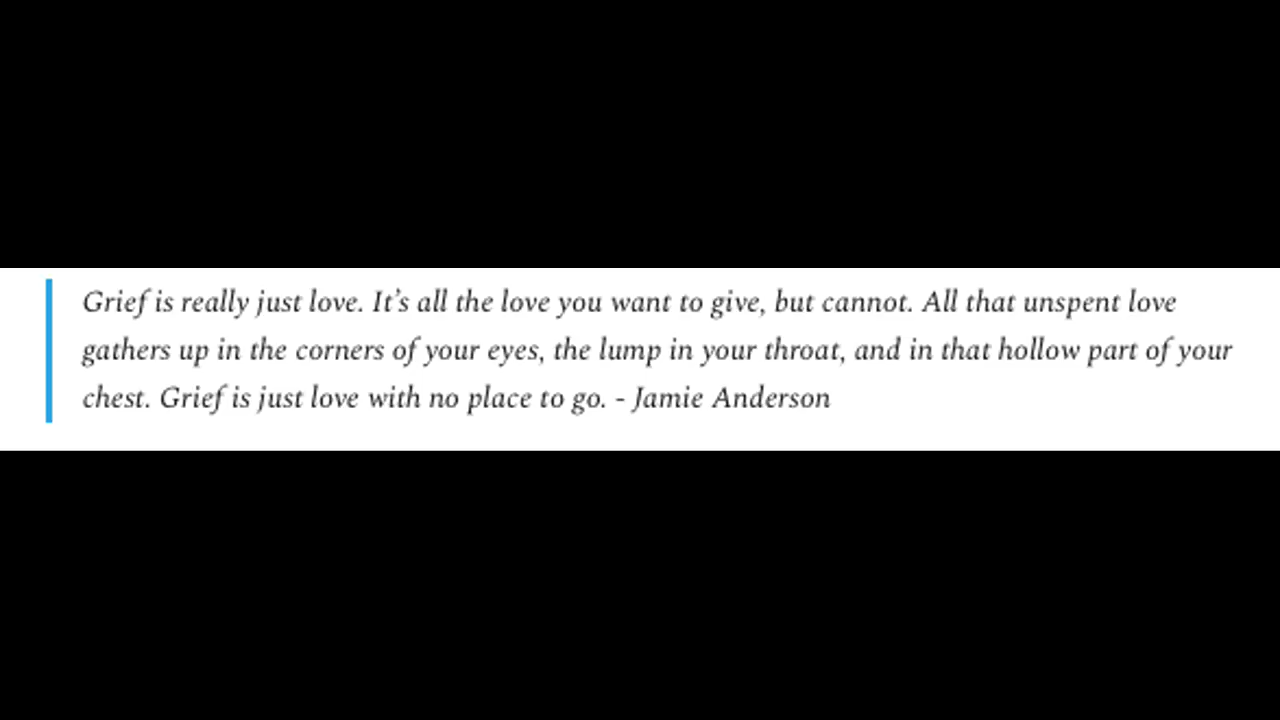 Grief is really just love. It’s all the love you want to give, but cannot. All that unspent love
gathers up in the corners of your eyes, the lump in your throat, and in that hollow part of your
chest. Grief is just love with no place to go. - Jamie Anderson